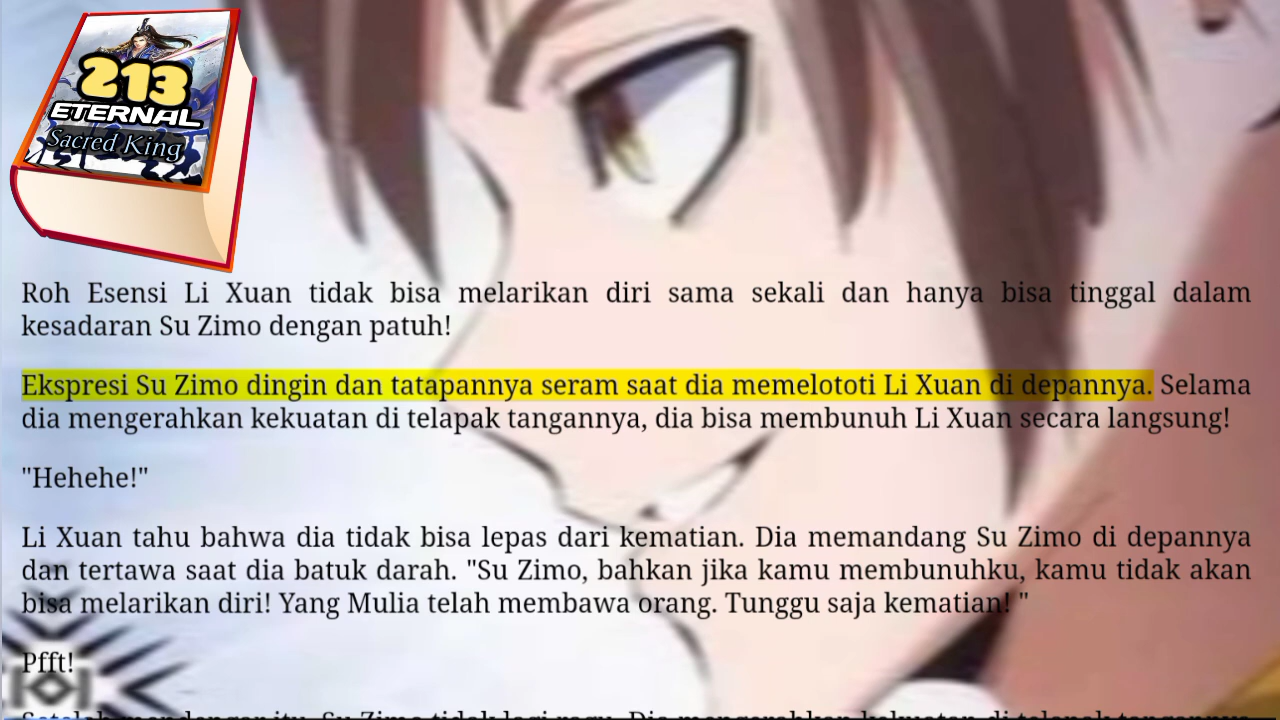 213
ETERNAL
Sacred King
Roh Esensi Li Xuan tidak bisa melarikan diri sama sekali dan hanya bisa tinggal dalam
kesadaran Su Zimo dengan patuh!
Ekspresi Su Zimo dingin dan tatapannya seram saat dia memelototi Li Xuan di depannya. Selama
dia mengerahkan kekuatan di telapak tangannya, dia bisa membunuh Li Xuan secara langsung!
"Hehehe!"
Li Xuan tahu bahwa dia tidak bisa lepas dari kematian. Dia memandang Su Zimo di depannya
dan tertawa saat dia batuk darah. "Su Zimo, bahkan jika kamu membunuhku, kamu tidak akan
bisa melarikan diri! Yang Mulia telah membawa orang. Tunggu saja kematian! "
Pfft!